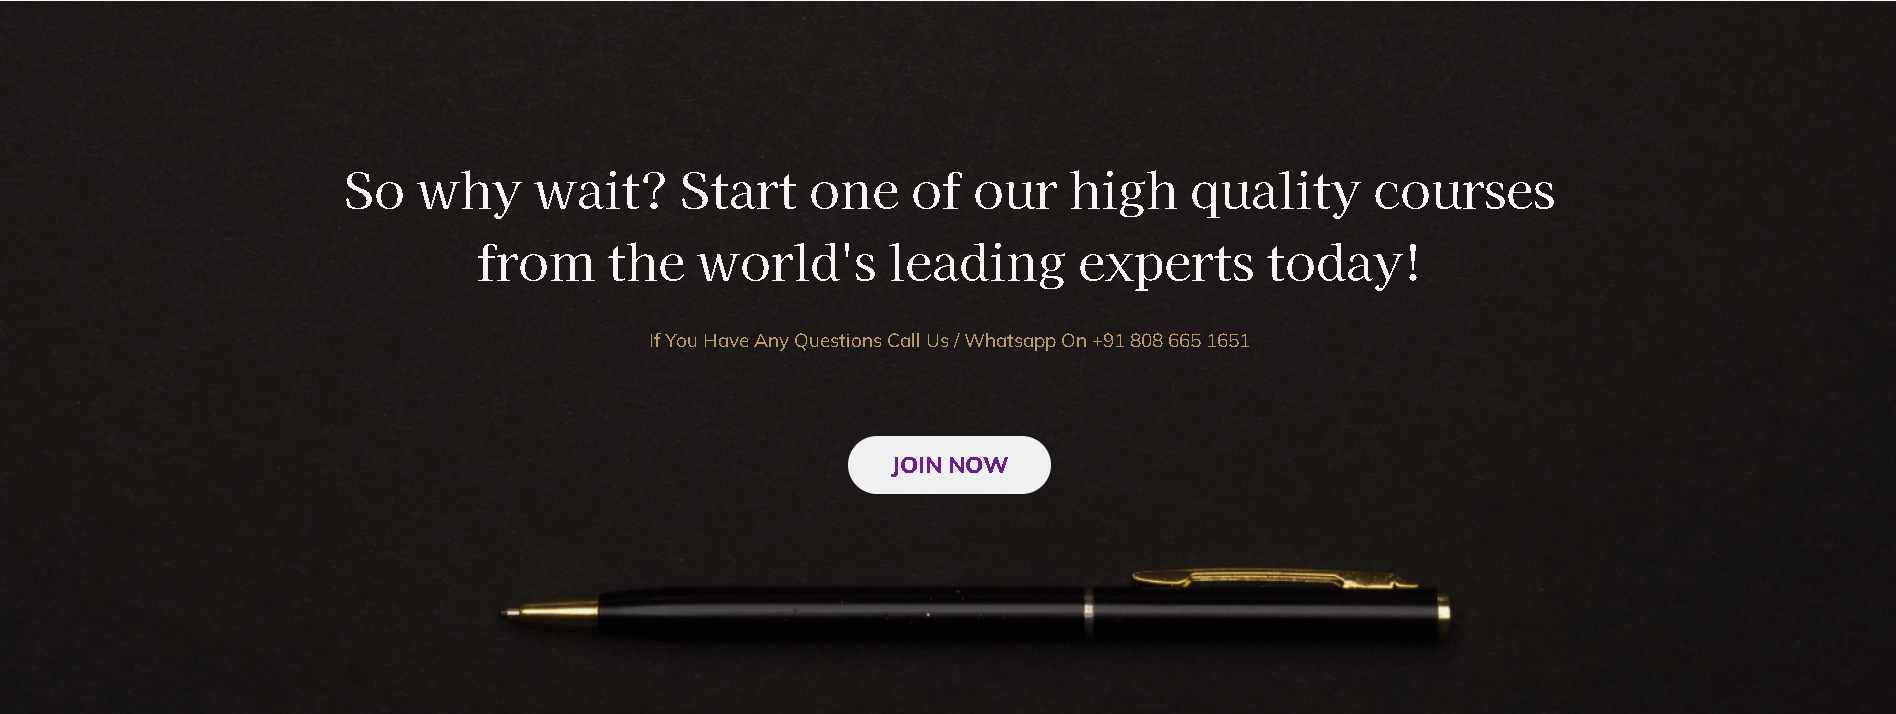 So why wait? Start one of our high quality courses
from the world's leading experts today!
If You Have Any Questions Call Us / Whatsapp On +91 808 665 1651
JOIN NOW